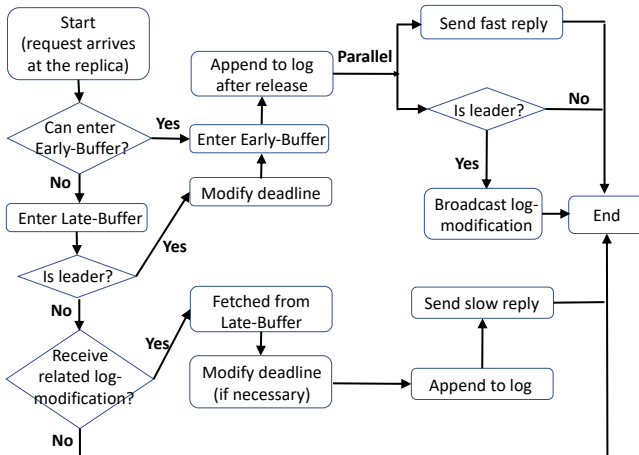 Start
(request arrives
at the replica)
Can enter
Early-Buffer?
Yes
No
Enter Late-Buffer
Is leader?
Yes
No
Receive
related log-
modification?
Yes
No
Append to log
after release
Enter Early-Buffer
Modify deadline
Parallel
Send fast reply
Is leader?
No
Yes
Broadcast log-
modification
End
Fetched from
Late-Buffer
Modify deadline
(if necessary)
Append to log
Send slow reply